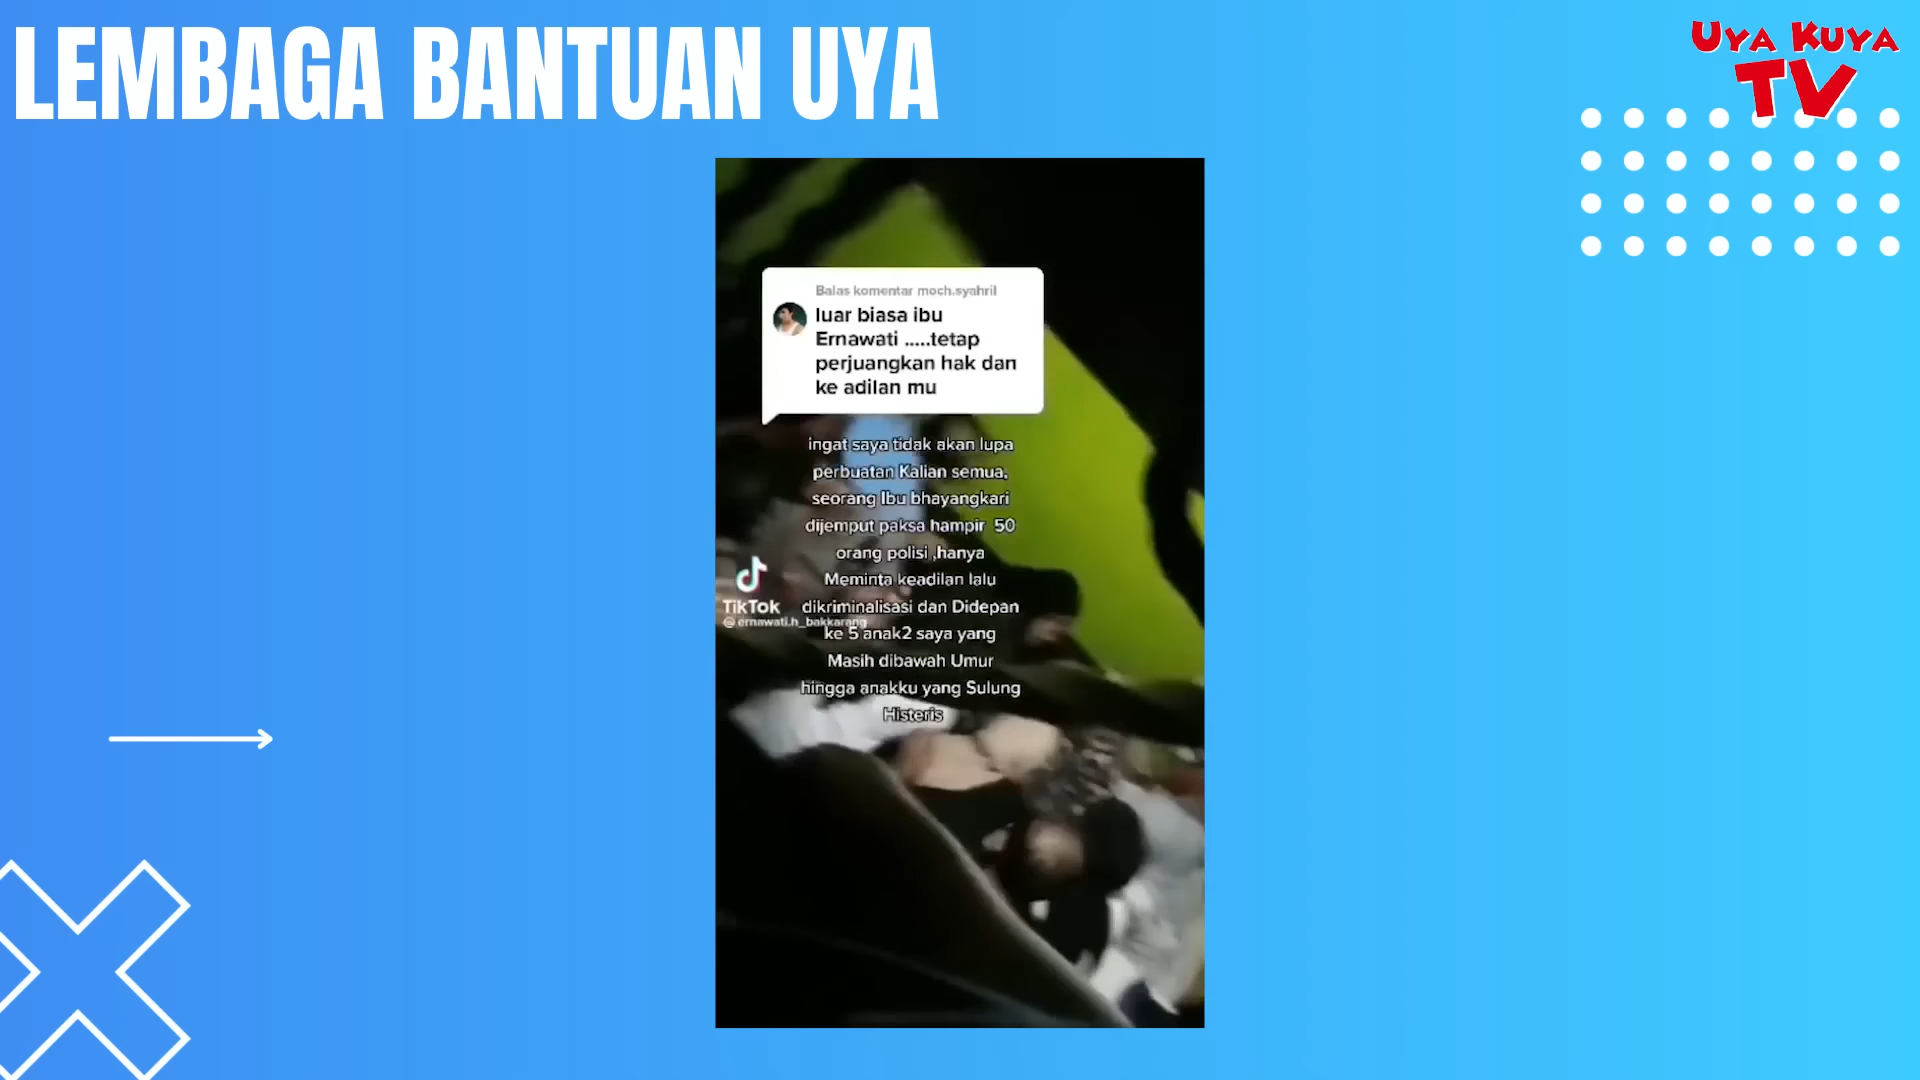 LEMBAGA BANTUAN UYA
UYA KUYA
TV
Balas komentar moch.syahril
luar biasa ibu
Ernawati .....tetap
perjuangkan hak dan
ke adilan mu
ingat saya tidak akan lupa
perbuatan Kalian semua,
seorang Ibu bhayangkari
dijemput paksa hampir 50
orang polisi ,hanya
Meminta keadilan lalu
dikriminalisasi dan Didepan
ke 5 anak2 saya yang
Masih dibawah Umur
hingga anakku yang Sulung
Histeris
TikTok
@ernawati.h_bakkarang